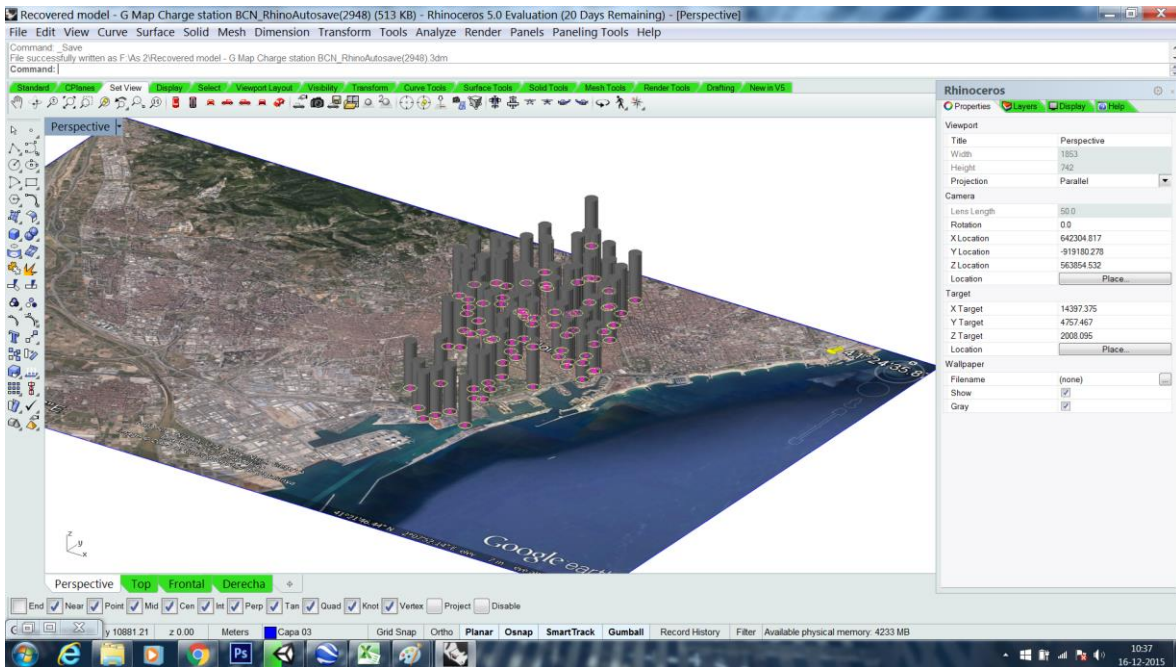 Recovered model - G Map Charge station BCN_RhinoAutosave(2948) (513 KB) - Rhinoceros 5.0 Evaluation (20 Days Remaining) - [Perspective]
File Edit View Curve Surface Solid Mesh Dimension Transform Tools Analyze Render Panels Paneling Tools Help
Command: _Save
File successfully written as F:\As 2\Recovered model - G Map Charge station BCN_RhinoAutosave(2948).3dm
Command:
Standard CPlanes Set View Display Select Viewport Layout Visibility Transform Curve Tools Surface Tools Solid Tools Mesh Tools Render Tools Drafting New in V5
Perspective
Rhinoceros
Properties Layers Display Help
Viewport
Title Perspective
Width 1853
Height 742
Projection Parallel
Camera
Lens Length 50.0
Rotation 0.0
X Location 642304.817
Y Location -919180.278
Z Location 563854.532
Location Place...
Target
X Target 14397.375
Y Target 4757.467
Z Target 2008.095
Location Place...
Wallpaper
Filename (none)
Show
Gray
Google earth
z
y
x
Perspective Top Frontal Derecha
End Near Point Mid Cen Int Perp Tan Quad Knot Vertex Project Disable
y 10881.21 z 0.00 Meters Capa 03 Grid Snap Ortho Planar Osnap SmartTrack Gumball Record History Filter Available physical memory: 4233 MB
Ps
10:37
16-12-2015